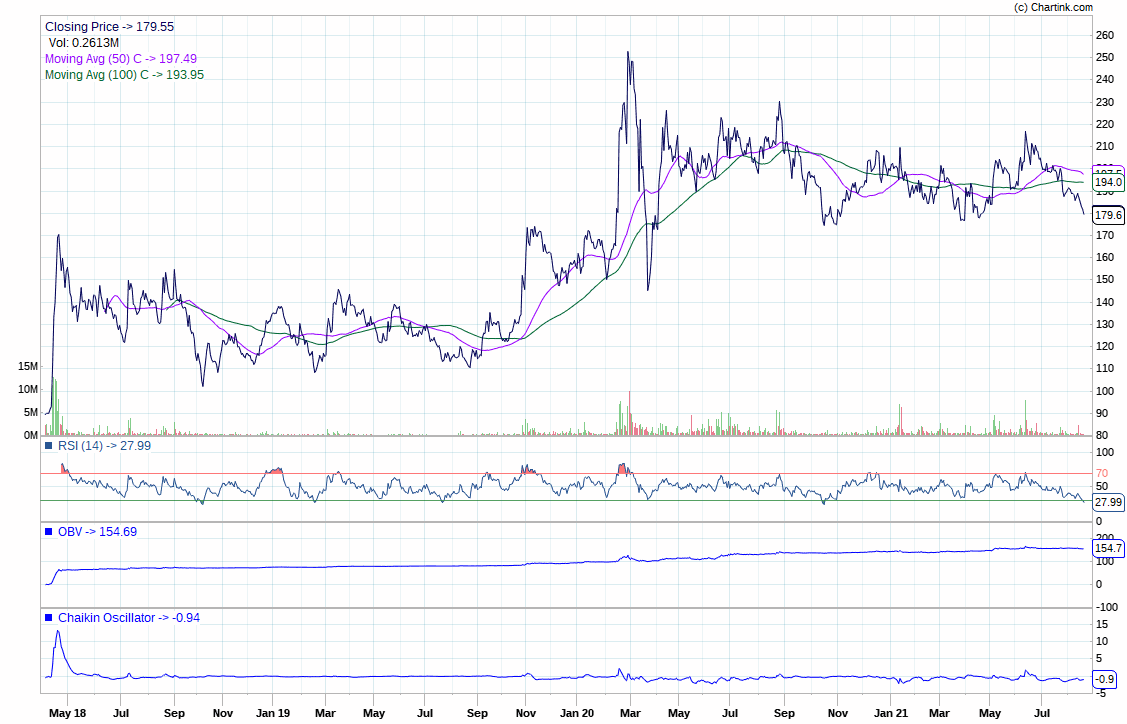 (c) Chartink.com
Closing Price -> 179.55
Vol: 0.2613M
Moving Avg (50) C -> 197.49
Moving Avg (100) C -> 193.95
260
250
240
230
220
210
194.0
179.6
170
160
150
140
130
120
110
100
90
80
15M
10M
5M
0M
RSI (14) -> 27.99
100
70
50
27.99
0
OBV -> 154.69
200
154.7
100
0
-100
Chaikin Oscillator -> -0.94
15
10
5
-0.9
-5
May 18 Jul Sep Nov Jan 19 Mar May Jul Sep Nov Jan 20 Mar May Jul Sep Nov Jan 21 Mar May Jul